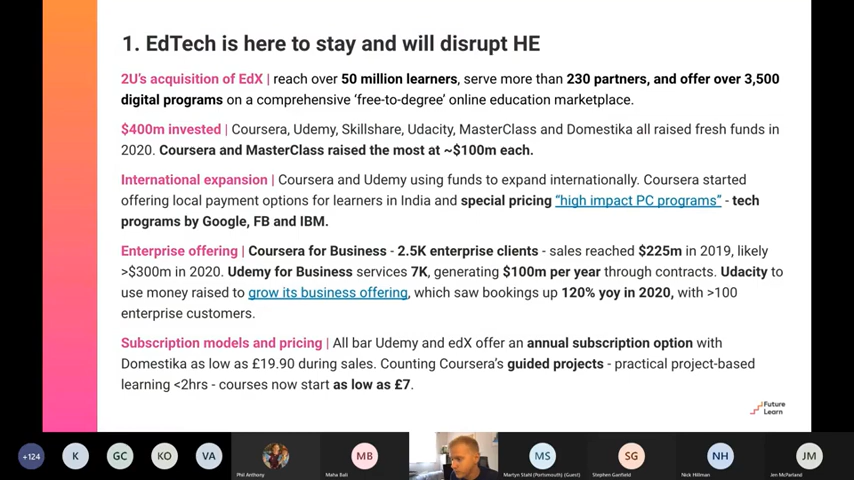 1. EdTech is here to stay and will disrupt HE
2U's acquisition of EdX | reach over 50 million learners, serve more than 230 partners, and offer over 3,500
digital programs on a comprehensive 'free-to-degree' online education marketplace.
$400m invested | Coursera, Udemy, Skillshare, Udacity, MasterClass and Domestika all raised fresh funds in
2020. Coursera and MasterClass raised the most at ~$100m each.
International expansion | Coursera and Udemy using funds to expand internationally. Coursera started
offering local payment options for learners in India and special pricing "high impact PC programs" - tech
programs by Google, FB and IBM.
Enterprise offering | Coursera for Business - 2.5K enterprise clients - sales reached $225m in 2019, likely
>$300m in 2020. Udemy for Business services 7K, generating $100m per year through contracts. Udacity to
use money raised to grow its business offering, which saw bookings up 120% yoy in 2020, with >100
enterprise customers.
Subscription models and pricing | All bar Udemy and edX offer an annual subscription option with
Domestika as low as £19.90 during sales. Counting Coursera's guided projects - practical project-based
learning <2hrs - courses now start as low as £7.
Future
Learn
+124
K
GC
KO
VA
MB
MS
SG
NH
JM
Phil Anthony
Maha Bali
Martyn Stahl (Portsmouth) (Guest)
Stephen Ganfield
Nick Hillman
Jen McParland